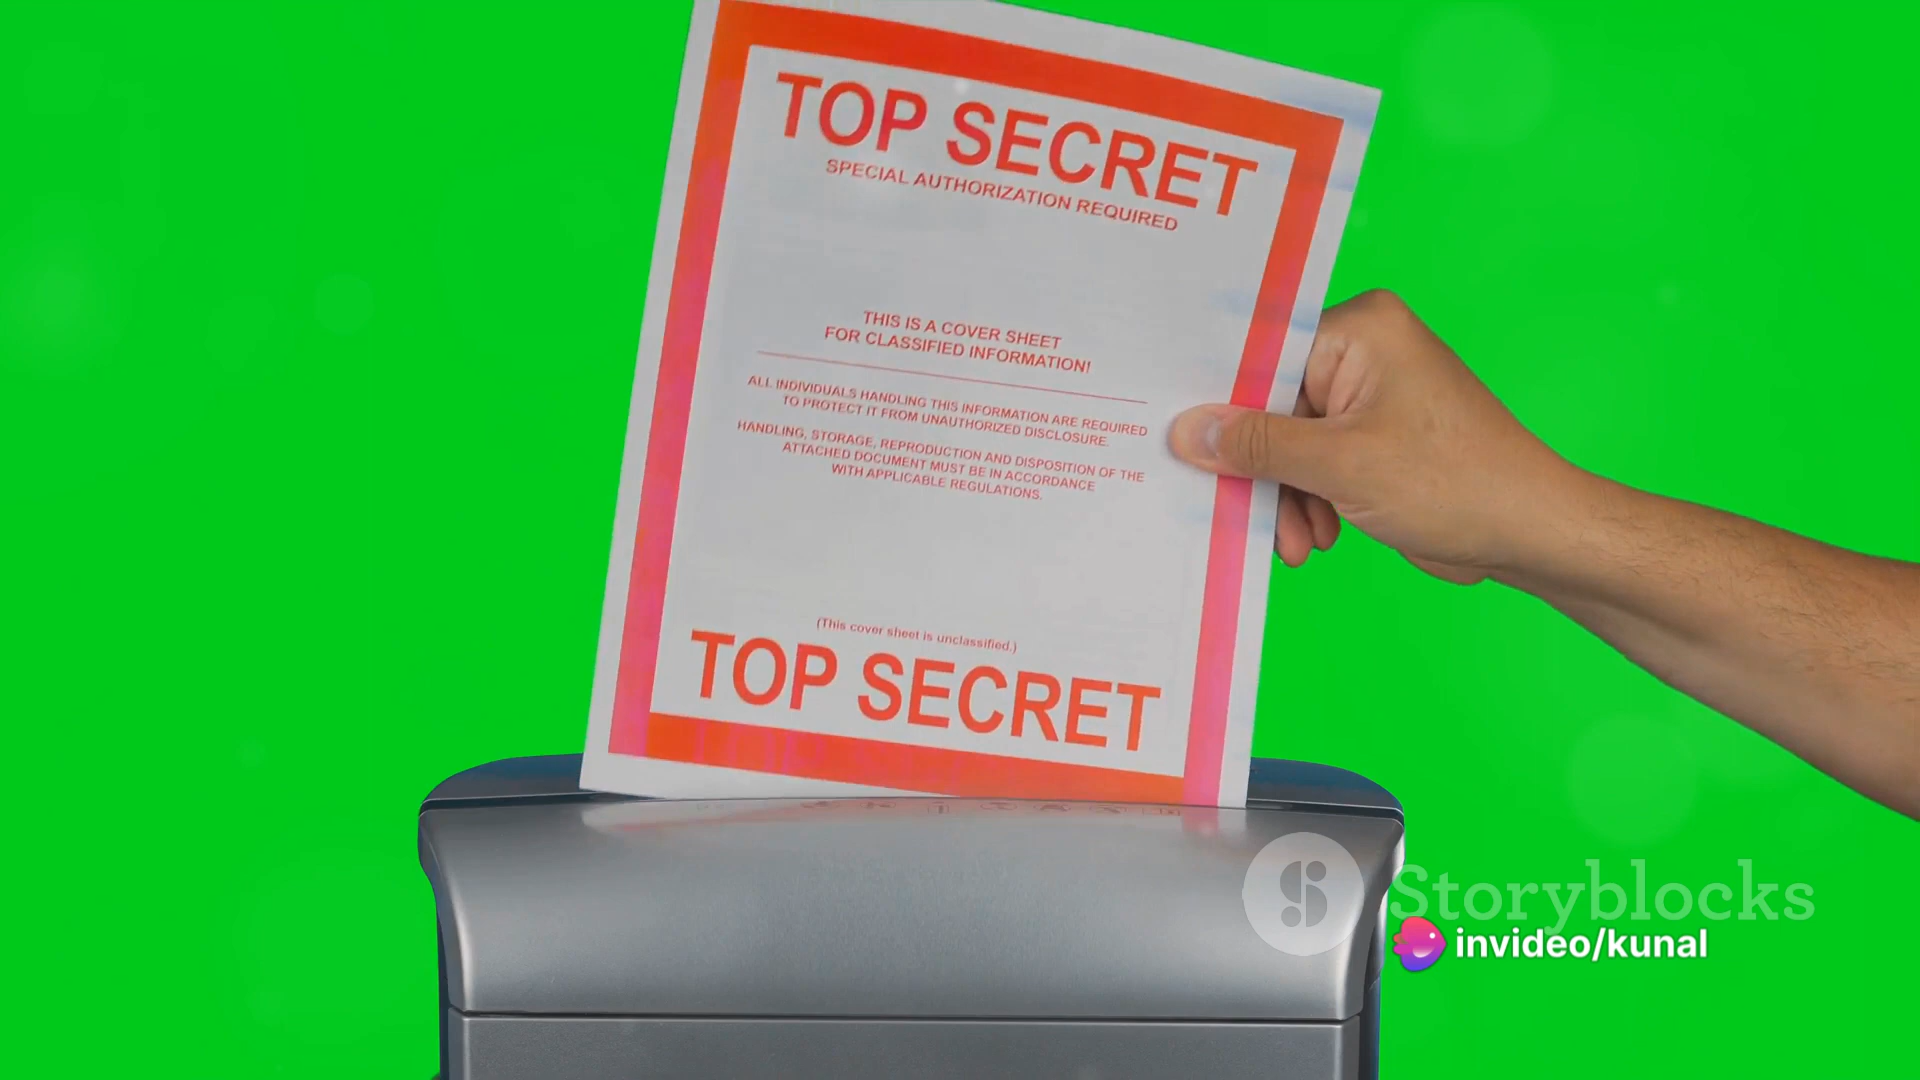 TOP SECRET
SPECIAL AUTHORIZATION REQUIRED
THIS IS A COVER SHEET
FOR CLASSIFIED INFORMATION!
ALL INDIVIDUALS HANDLING THIS INFORMATION ARE REQUIRED
TO PROTECT IT FROM UNAUTHORIZED DISCLOSURE.
HANDLING, STORAGE, REPRODUCTION AND DISPOSITION OF THE
ATTACHED DOCUMENT MUST BE IN ACCORDANCE
WITH APPLICABLE REGULATIONS.
(This cover sheet is unclassified.)
TOP SECRET
Storyblocks
invideo/kunal